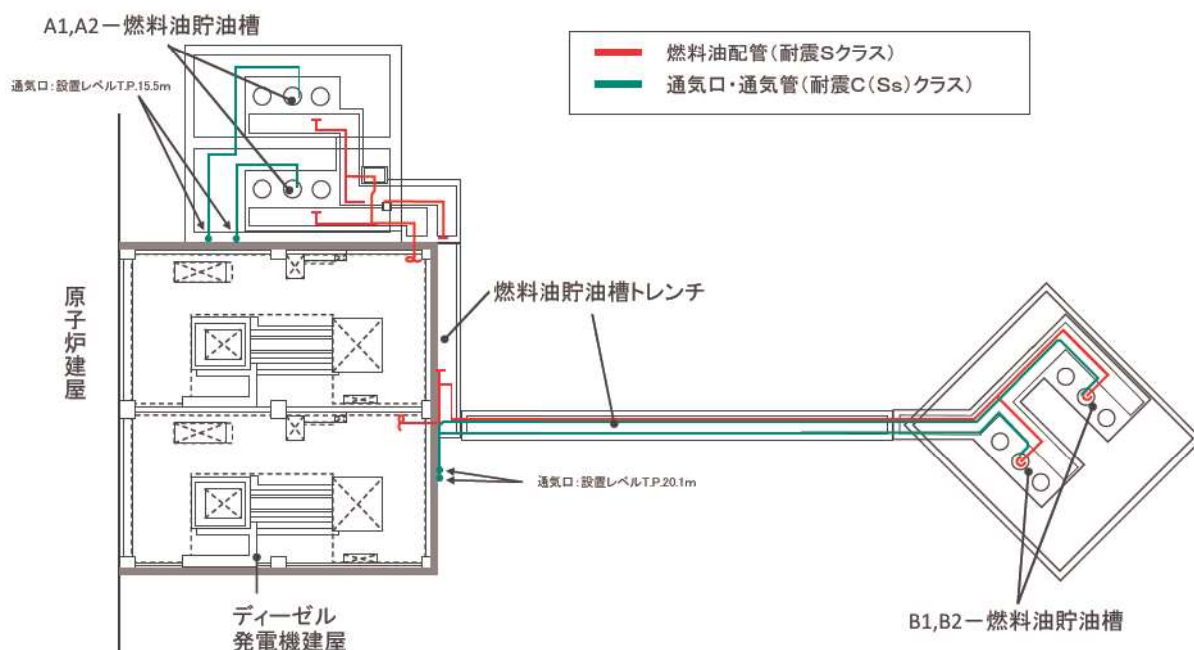 A1,A2ー燃料油貯油槽
通気口:設置レベルT.P.15.5m
燃料油配管(耐震Sクラス)
通気口・通気管(耐震C(Ss)クラス)
原子炉建屋
燃料油貯油槽トレンチ
通気口:設置レベルT.P.20.1m
ディーゼル
発電機建屋
B1,B2ー燃料油貯油槽